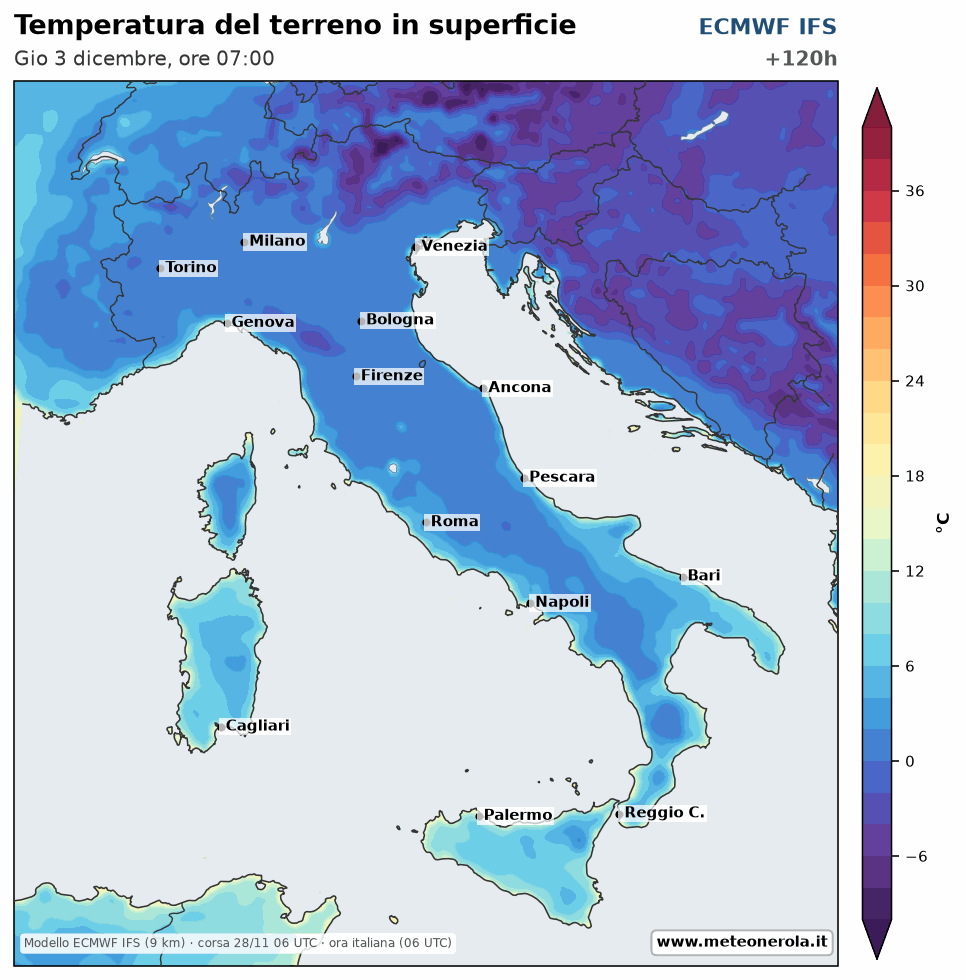 Temperatura del terreno in superficie
ECMWF IFS
Gio 3 dicembre, ore 07:00
+120h
Milano
Venezia
Torino
Genova
Bologna
Firenze
Ancona
Pescara
Roma
Bari
Napoli
Cagliari
Palermo
Reggio C.
36
30
24
18
12
6
0
−6
°C
Modello ECMWF IFS (9 km) · corsa 28/11 06 UTC · ora italiana (06 UTC)
www.meteonerola.it